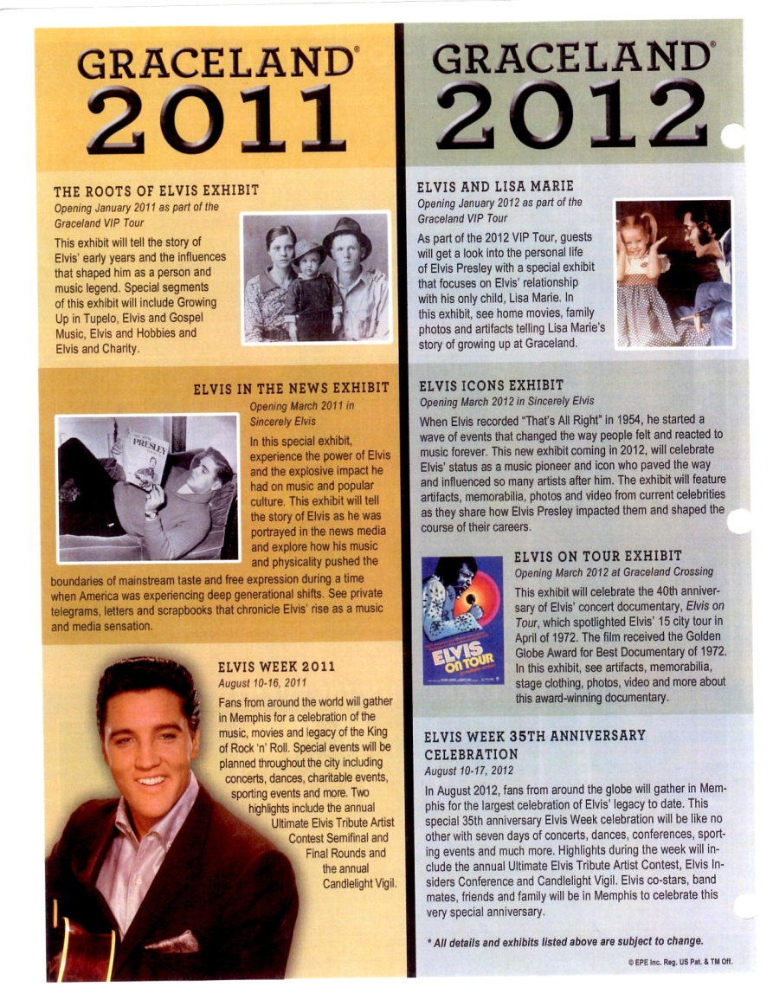 GRACELAND®
2011
THE ROOTS OF ELVIS EXHIBIT
Opening January 2011 as part of the
Graceland VIP Tour
This exhibit will tell the story of
Elvis' early years and the influences
that shaped him as a person and
music legend. Special segments
of this exhibit will include Growing
Up in Tupelo, Elvis and Gospel
Music, Elvis and Hobbies and
Elvis and Charity.
ELVIS IN THE NEWS EXHIBIT
Opening March 2011 in
Sincerely Elvis
PRESLEY
In this special exhibit,
experience the power of Elvis
and the explosive impact he
had on music and popular
culture. This exhibit will tell
the story of Elvis as he was
portrayed in the news media
and explore how his music
and physicality pushed the
boundaries of mainstream taste and free expression during a time
when America was experiencing deep generational shifts. See private
telegrams, letters and scrapbooks that chronicle Elvis' rise as a music
and media sensation.
ELVIS WEEK 2011
August 10-16, 2011
Fans from around the world will gather
in Memphis for a celebration of the
music, movies and legacy of the King
of Rock 'n' Roll. Special events will be
planned throughout the city including
concerts, dances, charitable events,
sporting events and more. Two
highlights include the annual
Ultimate Elvis Tribute Artist
Contest Semifinal and
Final Rounds and
the annual
Candlelight Vigil.
GRACELAND®
2012
ELVIS AND LISA MARIE
Opening January 2012 as part of the
Graceland VIP Tour
As part of the 2012 VIP Tour, guests
will get a look into the personal life
of Elvis Presley with a special exhibit
that focuses on Elvis' relationship
with his only child, Lisa Marie. In
this exhibit, see home movies, family
photos and artifacts telling Lisa Marie's
story of growing up at Graceland.
ELVIS ICONS EXHIBIT
Opening March 2012 in Sincerely Elvis
When Elvis recorded "That's All Right" in 1954, he started a
wave of events that changed the way people felt and reacted to
music forever. This new exhibit coming in 2012, will celebrate
Elvis' status as a music pioneer and icon who paved the way
and influenced so many artists after him. The exhibit will feature
artifacts, memorabilia, photos and video from current celebrities
as they share how Elvis Presley impacted them and shaped the
course of their careers.
ELVIS ON TOUR EXHIBIT
Opening March 2012 at Graceland Crossing
ELVIS
ON TOUR
This exhibit will celebrate the 40th anniver-
sary of Elvis' concert documentary, Elvis on
Tour, which spotlighted Elvis' 15 city tour in
April of 1972. The film received the Golden
Globe Award for Best Documentary of 1972.
In this exhibit, see artifacts, memorabilia,
stage clothing, photos, video and more about
this award-winning documentary.
ELVIS WEEK 35TH ANNIVERSARY
CELEBRATION
August 10-17, 2012
In August 2012, fans from around the globe will gather in Mem-
phis for the largest celebration of Elvis' legacy to date. This
special 35th anniversary Elvis Week celebration will be like no
other with seven days of concerts, dances, conferences, sport-
ing events and much more. Highlights during the week will in-
clude the annual Ultimate Elvis Tribute Artist Contest, Elvis In-
siders Conference and Candlelight Vigil. Elvis co-stars, band
mates, friends and family will be in Memphis to celebrate this
very special anniversary.
* All details and exhibits listed above are subject to change.
© EPE Inc. Reg. US Pat. & TM Off.